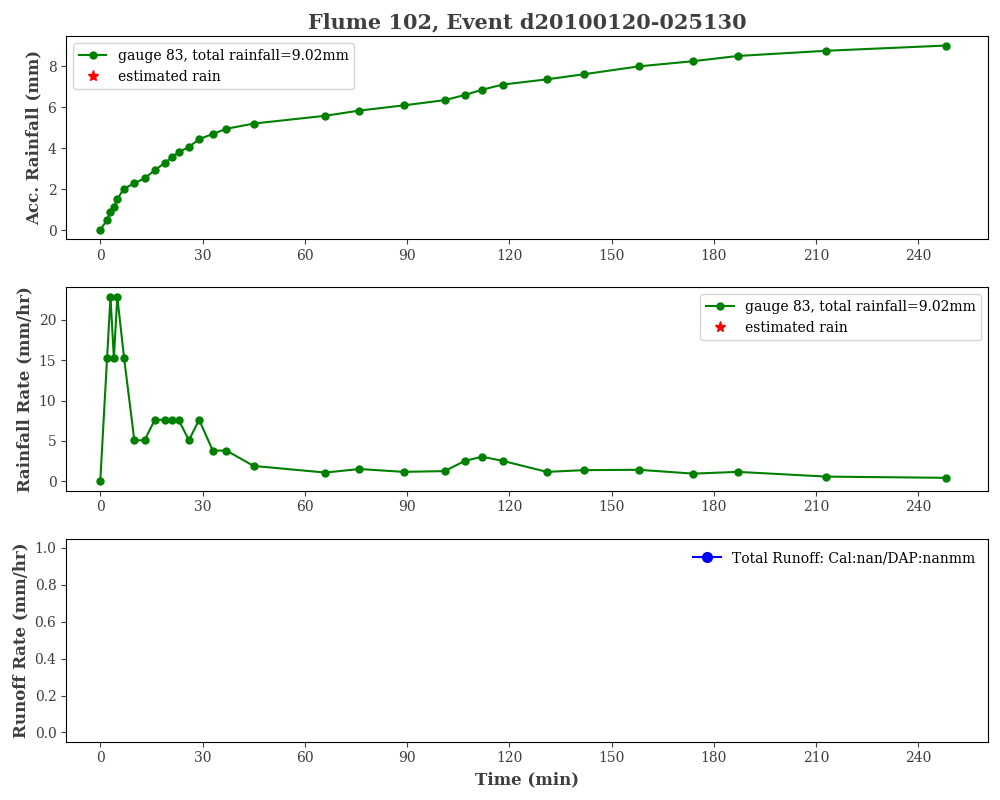 Flume 102, Event d20100120-025130
Acc. Rainfall (mm)
8
6
4
2
0
gauge 83, total rainfall=9.02mm
estimated rain
0 30 60 90 120 150 180 210 240
Rainfall Rate (mm/hr)
20
15
10
5
0
gauge 83, total rainfall=9.02mm
estimated rain
0 30 60 90 120 150 180 210 240
Runoff Rate (mm/hr)
1.0
0.8
0.6
0.4
0.2
0.0
Total Runoff: Cal:nan/DAP:nanmm
0 30 60 90 120 150 180 210 240
Time (min)